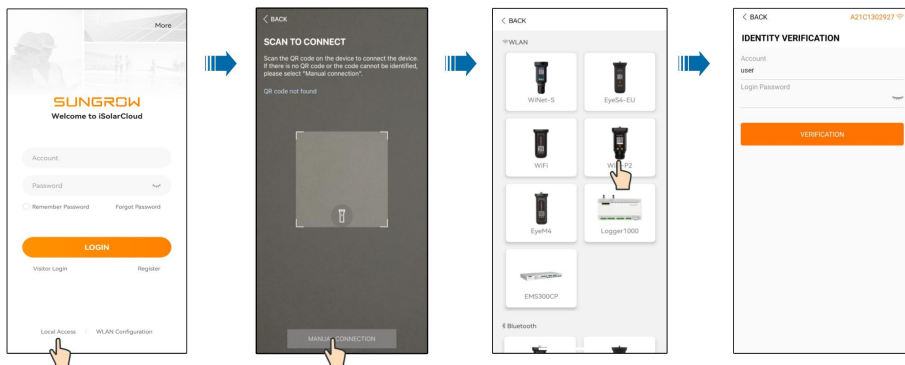 More
SUNGROW
Welcome to iSolarCloud
Account
Password
Remember Password
Forgot Password
LOGIN
Visitor Login
Register
Local Access
WLAN Configuration
< BACK
SCAN TO CONNECT
Scan the QR code on the device to connect the device.
If there is no QR code or the code cannot be identified,
please select "Manual connection".
QR code not found
MANUAL CONNECTION
< BACK
WLAN
WiNet-S
EyeS4-EU
WiFi
EyeM4
Logger1000
EMS300CP
Bluetooth
< BACK
A21C1302927
IDENTITY VERIFICATION
Account
user
Login Password
VERIFICATION